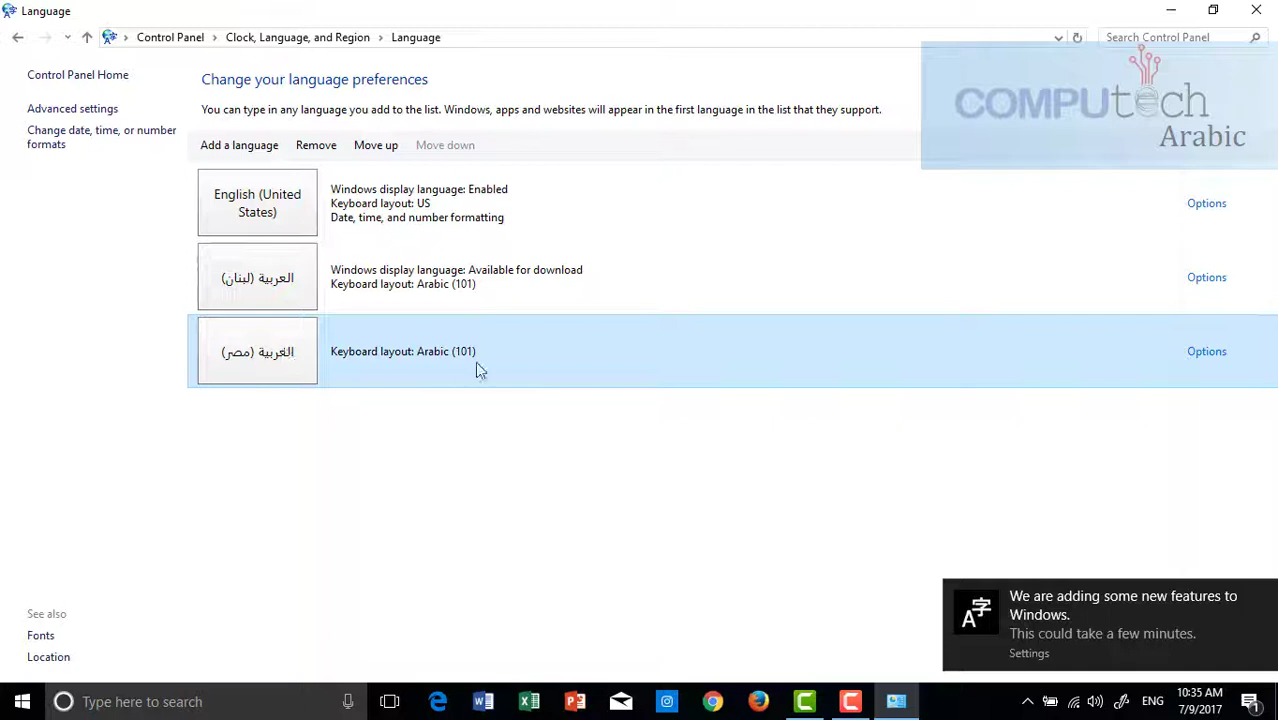 Language
Control Panel > Clock, Language, and Region > Language
Search Control Panel
Control Panel Home
Advanced settings
Change date, time, or number
formats
Change your language preferences
You can type in any language you add to the list. Windows, apps and websites will appear in the first language in the list that they support.
Add a language Remove Move up Move down
English (United
States)
Windows display language: Enabled
Keyboard layout: US
Date, time, and number formatting
Options
العربية (لبنان)
Windows display language: Available for download
Keyboard layout: Arabic (101)
Options
العربية (مصر)
Keyboard layout: Arabic (101)
Options
COMPUtech
Arabic
See also
Fonts
Location
We are adding some new features to
Windows.
This could take a few minutes.
Settings
Type here to search
ENG
10:35 AM
7/9/2017
1